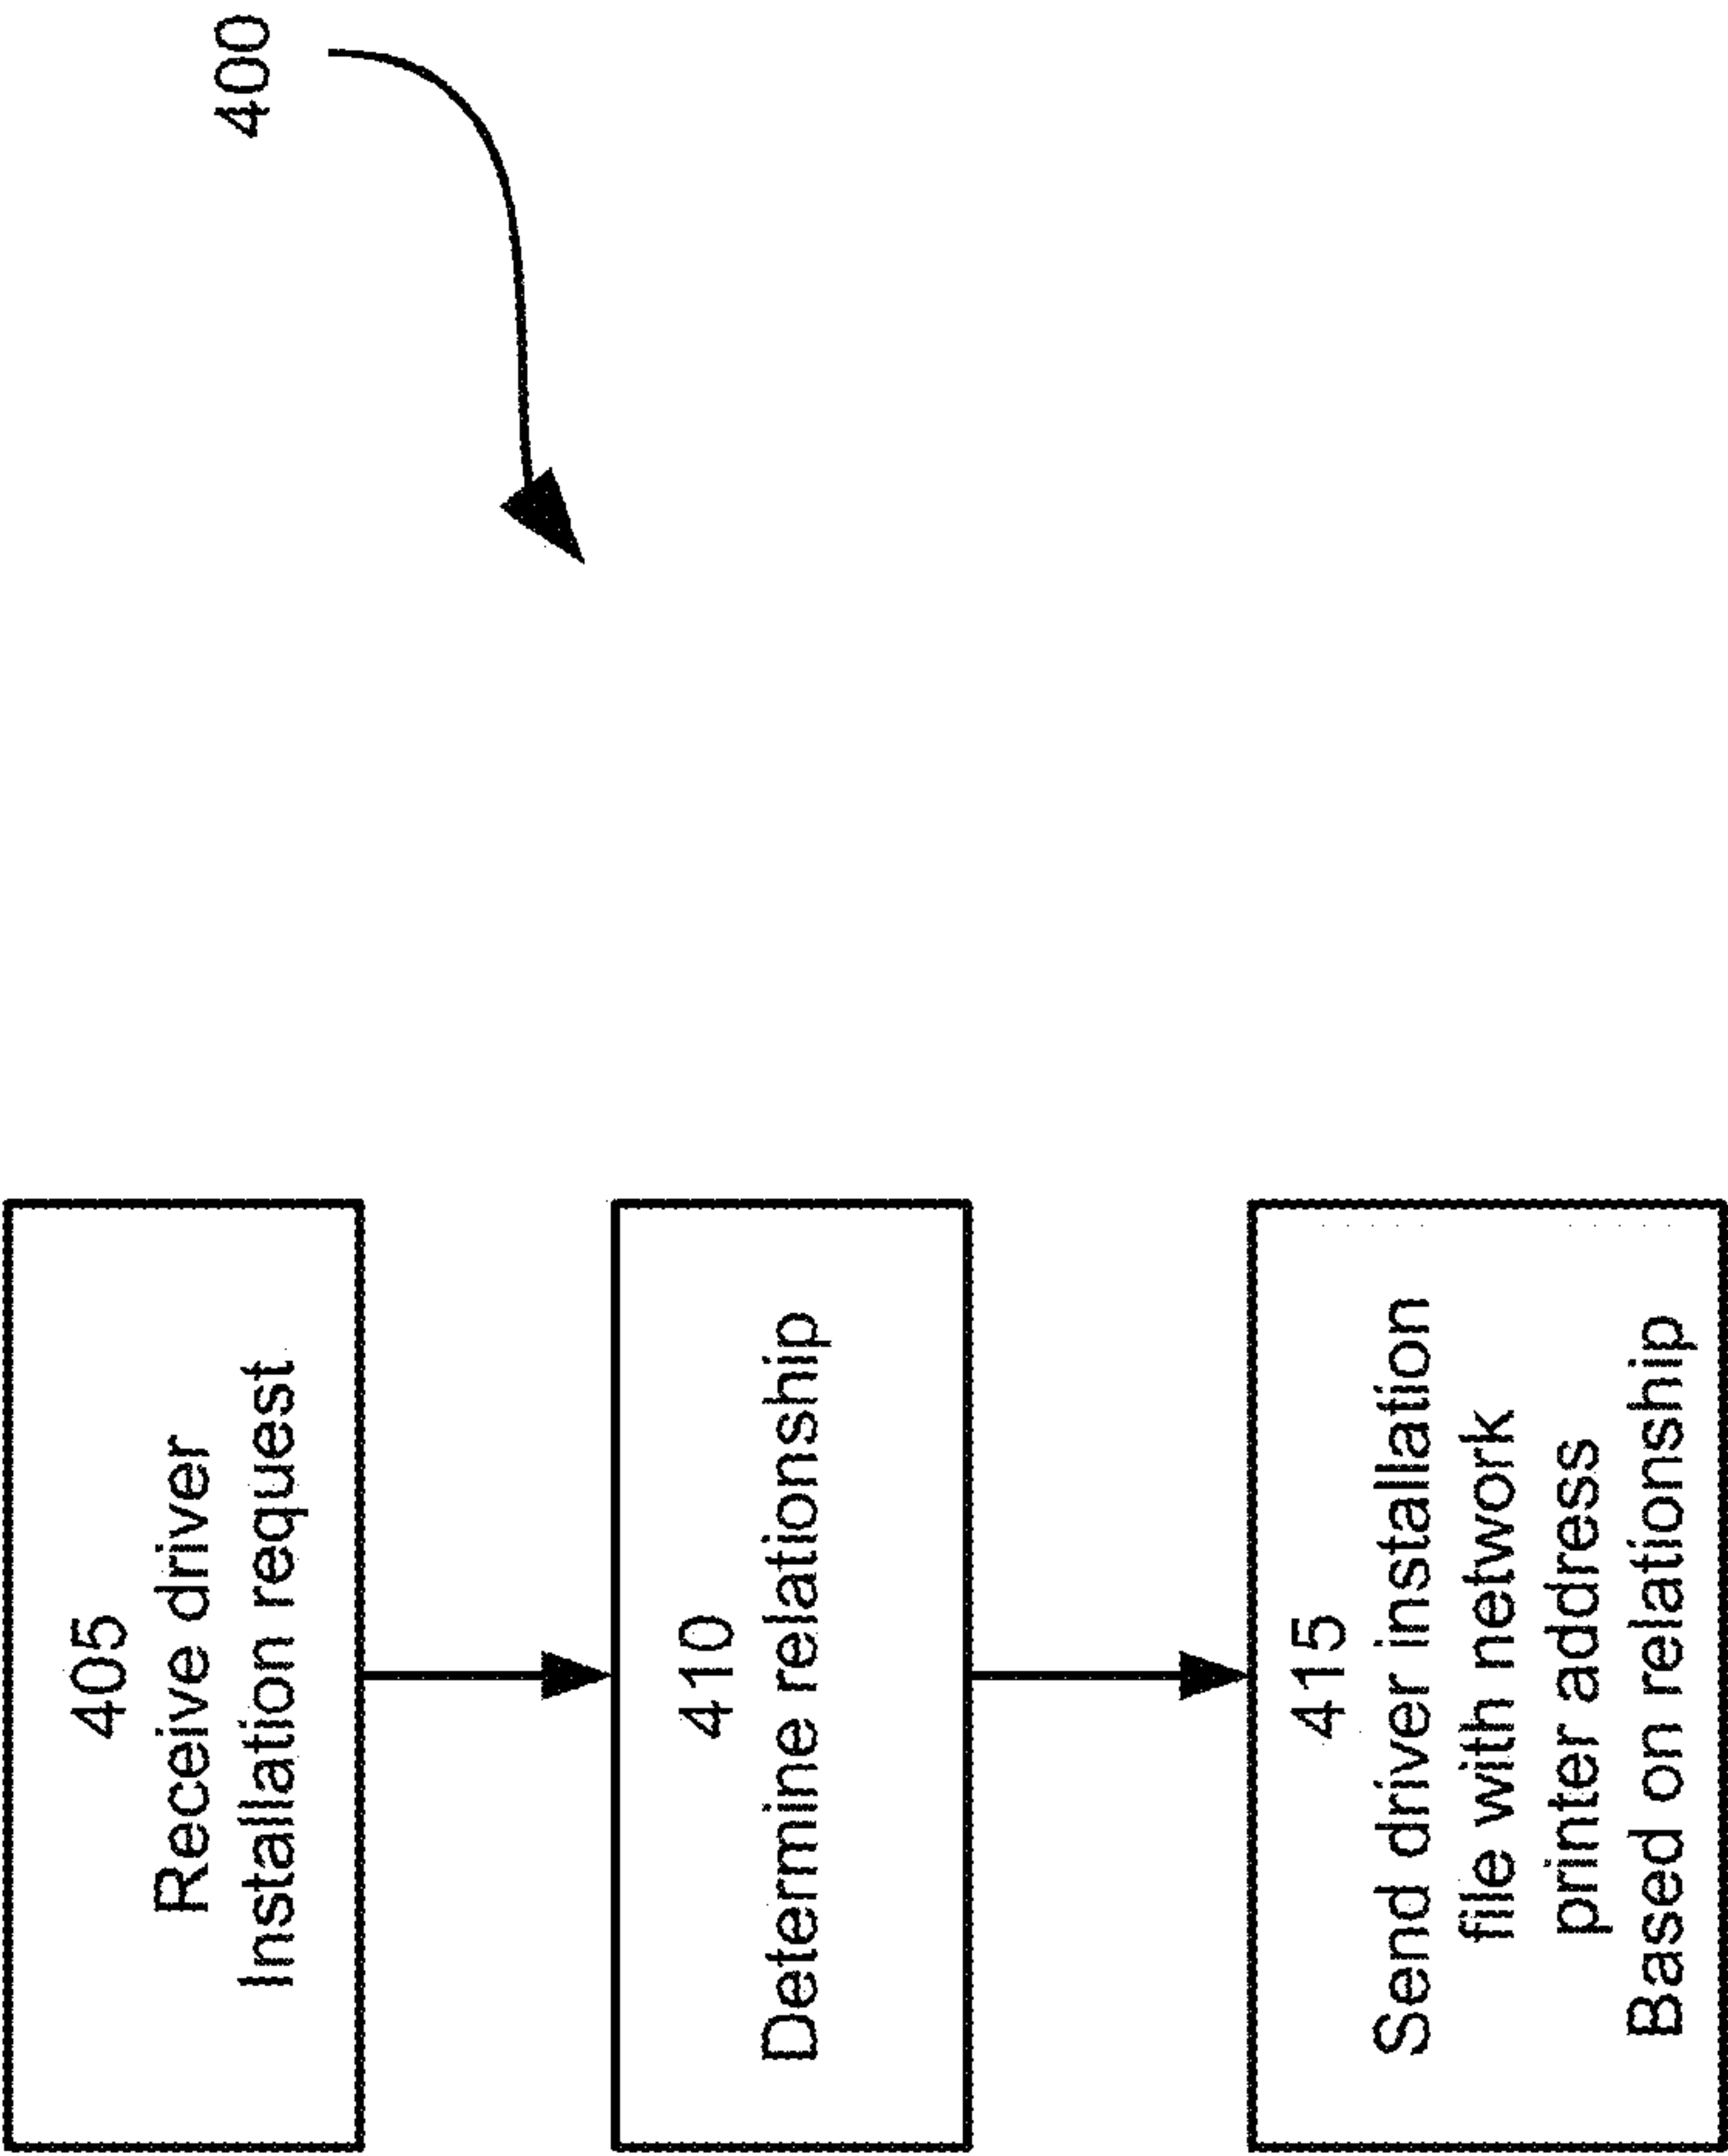 400
405
Receive driver
Installation request
410
Determine relationship
415
Send driver installation
file with network
printer address
Based on relationship